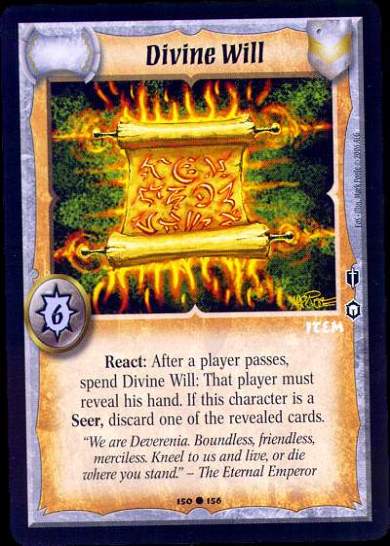 Divine Will
ITEM
6
React: After a player passes,
spend Divine Will: That player must
reveal his hand. If this character is a
Seer, discard one of the revealed cards.
“We are Deverenia. Boundless, friendless,
merciless. Kneel to us and live, or die
where you stand.” – The Eternal Emperor
150 ● 156